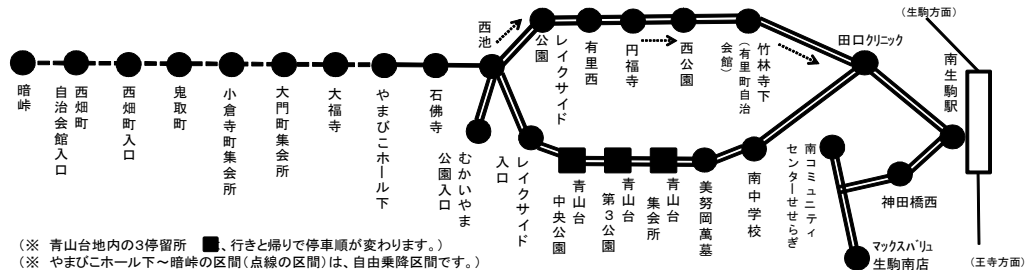 (生駒方面)
西池
公園
レイクサイド
有里西
円福寺
西公園
(有里町自治会館)
竹林寺下
田口クリニック
南生駒駅
暗峠
自治会館入口
西畑町
西畑町入口
鬼取町
小倉寺町集会所
大門町集会所
大福寺
やまびこホール下
石佛寺
公園入口
むかいやま
入口
レイクサイド
中央公園
青山台
第3公園
青山台
集会所
青山台
美努岡萬墓
南中学校
センターせせらぎ
南コミュニティ
神田橋西
マックスバリュ
生駒南店
(王寺方面)
(※ 青山台地内の3停留所 ■は、行きと帰りで停車順が変わります。)
(※ やまびこホール下~暗峠の区間(点線の区間)は、自由乗降区間です。)